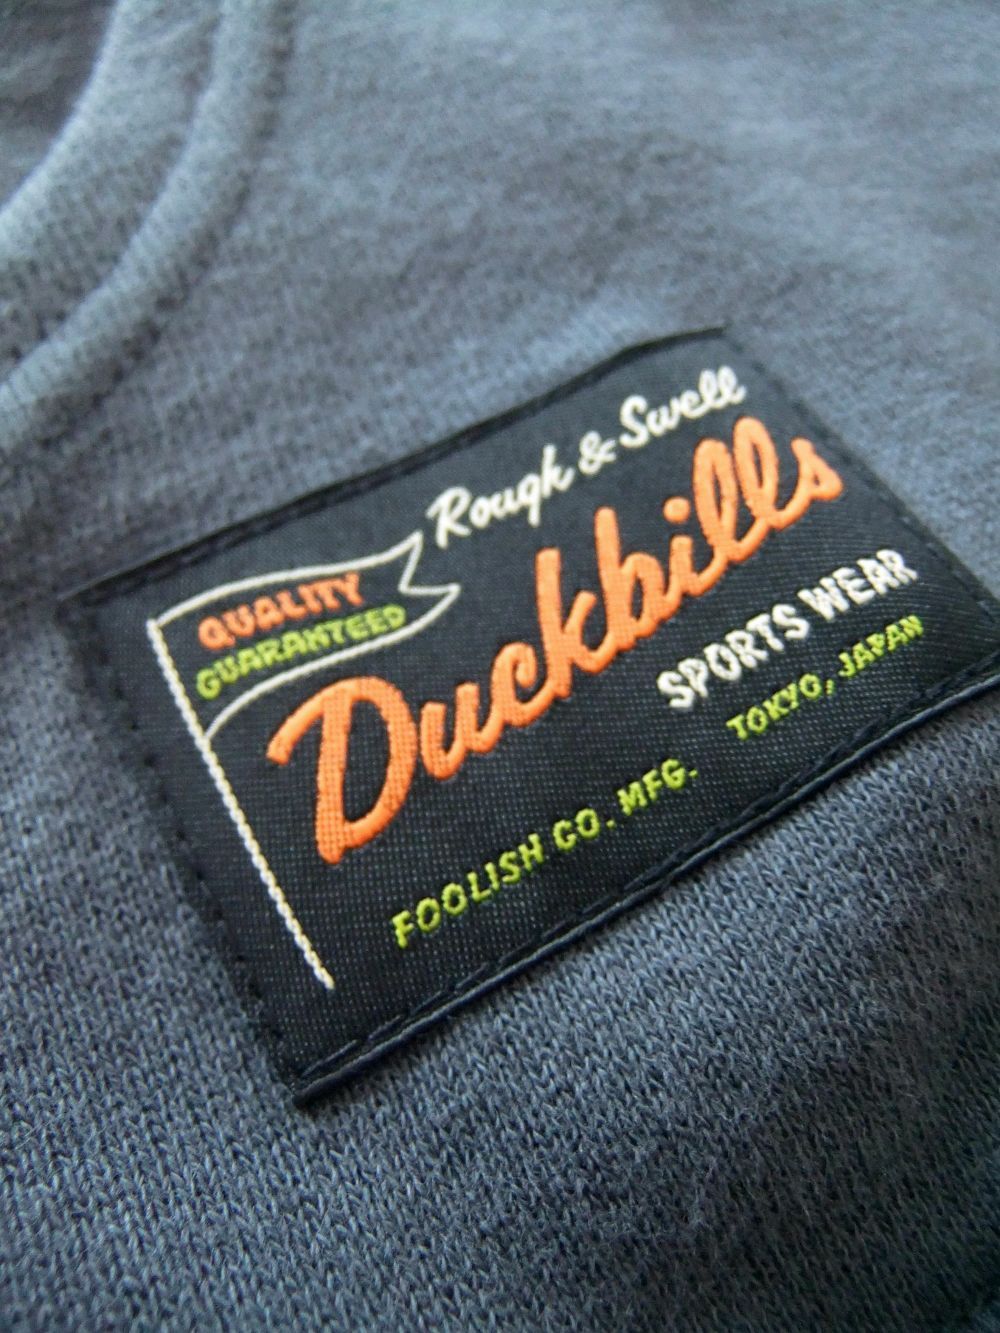 Rough & Swell
QUALITY
GUARANTEED
Duckbills
SPORTS WEAR
FOOLISH CO. MFG.
TOKYO, JAPAN